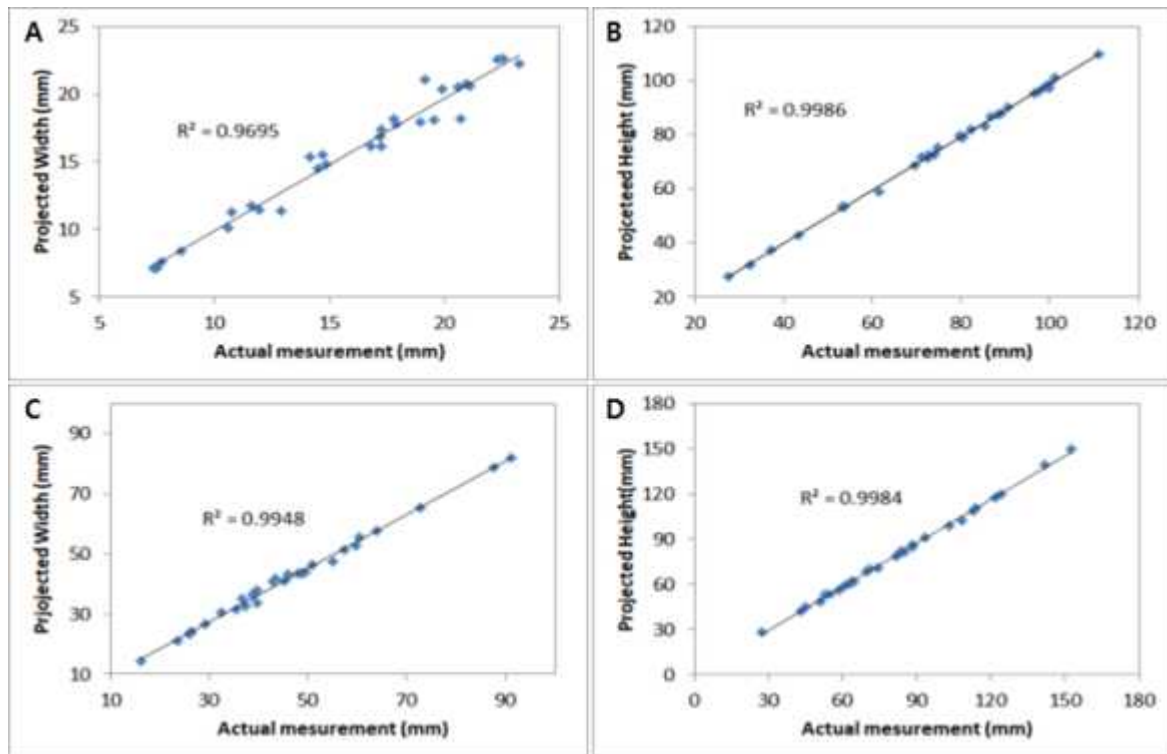 A
Projected Width (mm)
25
20
15
10
5
R² = 0.9695
5 10 15 20 25
Actual mesurement (mm)
B
Projceteed Height (mm)
120
100
80
60
40
20
R² = 0.9986
20 40 60 80 100 120
Actual mesurement (mm)
C
Prjojected Width (mm)
90
70
50
30
10
R² = 0.9948
10 30 50 70 90
Actual mesurement (mm)
D
Projected Height(mm)
180
150
120
90
60
30
0
R² = 0.9984
0 30 60 90 120 150 180
Actual mesurement (mm)